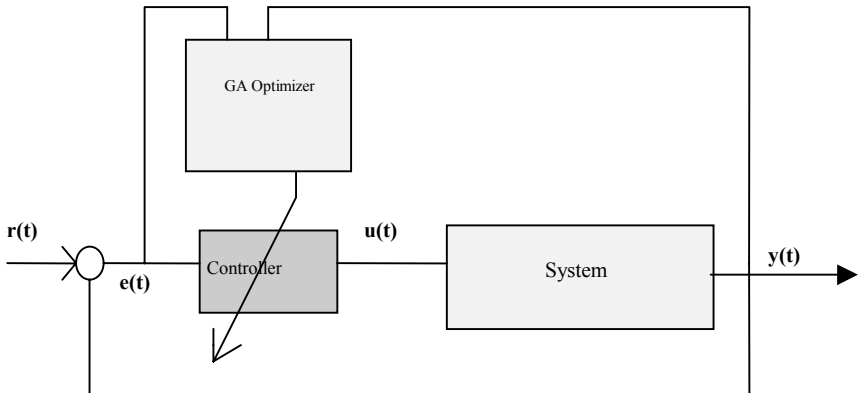 GA Optimizer
r(t)
e(t)
Controller
u(t)
System
y(t)